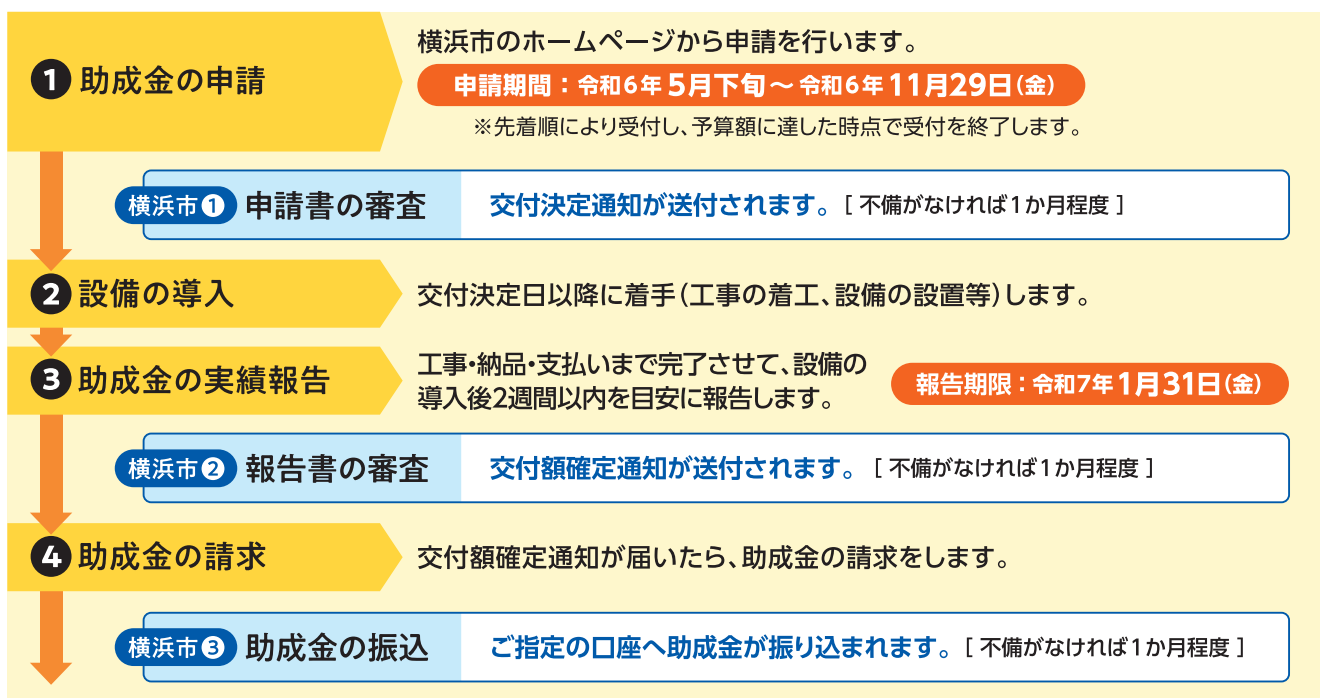 ❶ 助成金の申請
横浜市のホームページから申請を行います。
申請期間：令和6年 5月下旬～令和6年 11月29日(金)
※先着順により受付し、予算額に達した時点で受付を終了します。
横浜市❶ 申請書の審査
交付決定通知が送付されます。[ 不備がなければ1か月程度 ]
❷ 設備の導入
交付決定日以降に着手(工事の着工、設備の設置等)します。
❸ 助成金の実績報告
工事・納品・支払いまで完了させて、設備の
導入後2週間以内を目安に報告します。
報告期限：令和7年 1月31日(金)
横浜市❷ 報告書の審査
交付額確定通知が送付されます。[ 不備がなければ1か月程度 ]
❹ 助成金の請求
交付額確定通知が届いたら、助成金の請求をします。
横浜市❸ 助成金の振込
ご指定の口座へ助成金が振り込まれます。[ 不備がなければ1か月程度 ]